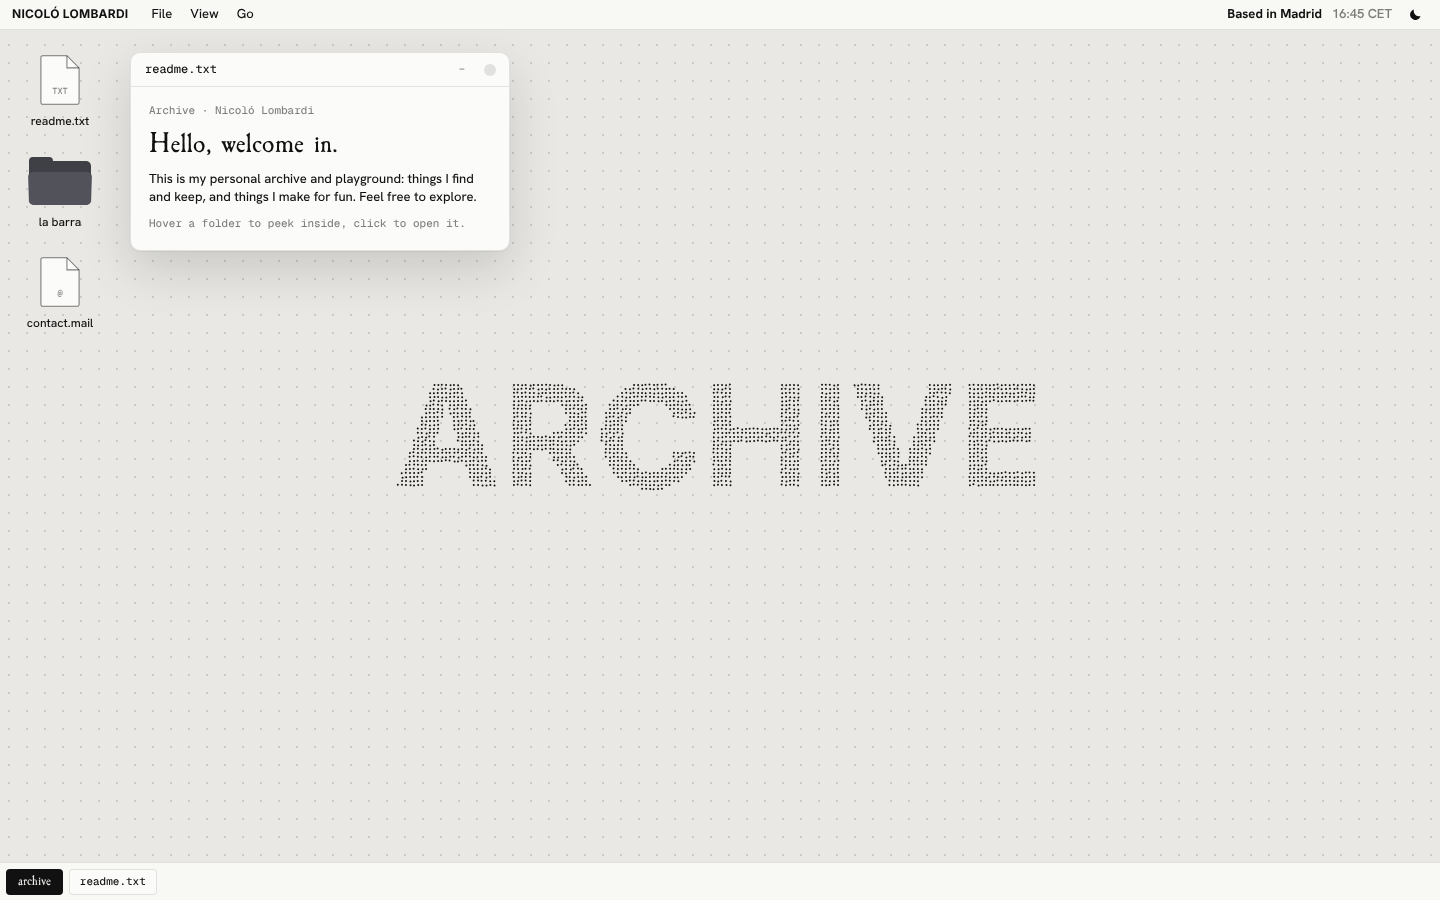 NICOLÓ LOMBARDI File View Go Based in Madrid 16:45 CET
TXT
readme.txt
la barra
@
contact.mail
readme.txt
Archive · Nicoló Lombardi
Hello, welcome in.
This is my personal archive and playground: things I find
and keep, and things I make for fun. Feel free to explore.
Hover a folder to peek inside, click to open it.
ARCHIVE
archive readme.txt